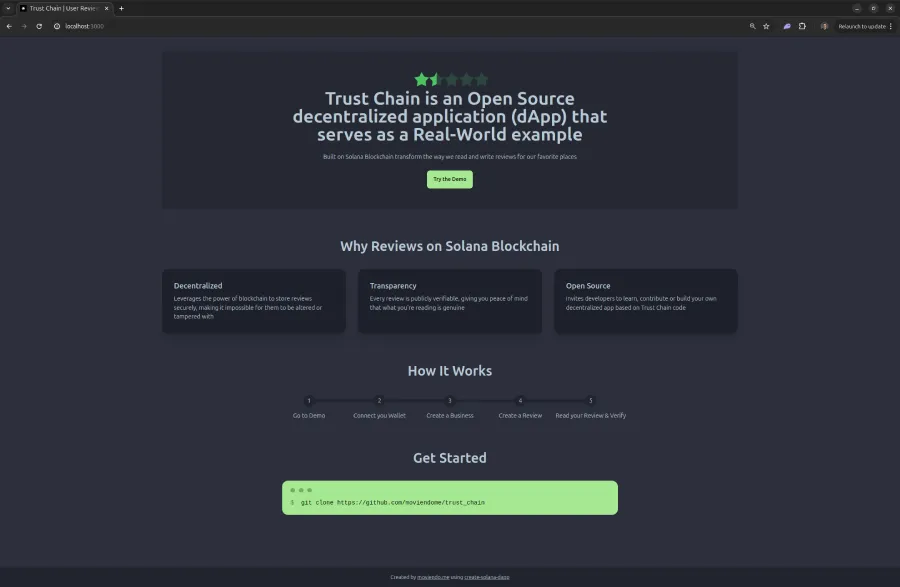 Trust Chain | User Review
localhost:3000
Relaunch to update
Trust Chain is an Open Source
decentralized application (dApp) that
serves as a Real-World example
Built on Solana Blockchain transform the way we read and write reviews for our favorite places.
Try the Demo
Why Reviews on Solana Blockchain
Decentralized
Leverages the power of blockchain to store reviews
securely, making it impossible for them to be altered or
tampered with
Transparency
Every review is publicly verifiable, giving you peace of mind
that what you're reading is genuine
Open Source
Invites developers to learn, contribute or build your own
decentralized app based on Trust Chain code
How It Works
1 2 3 4 5
Go to Demo Connect you Wallet Create a Business Create a Review Read your Review & Verify
Get Started
$ git clone https://github.com/moviendome/trust_chain
Created by moviendo.me using create-solana-dapp